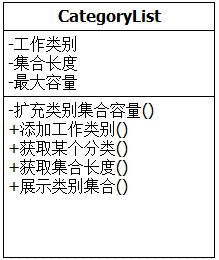 CategoryList
-工作类别
-集合长度
-最大容量
-扩充类别集合容量()
+添加工作类别()
+获取某个分类()
+获取集合长度()
+展示类别集合()